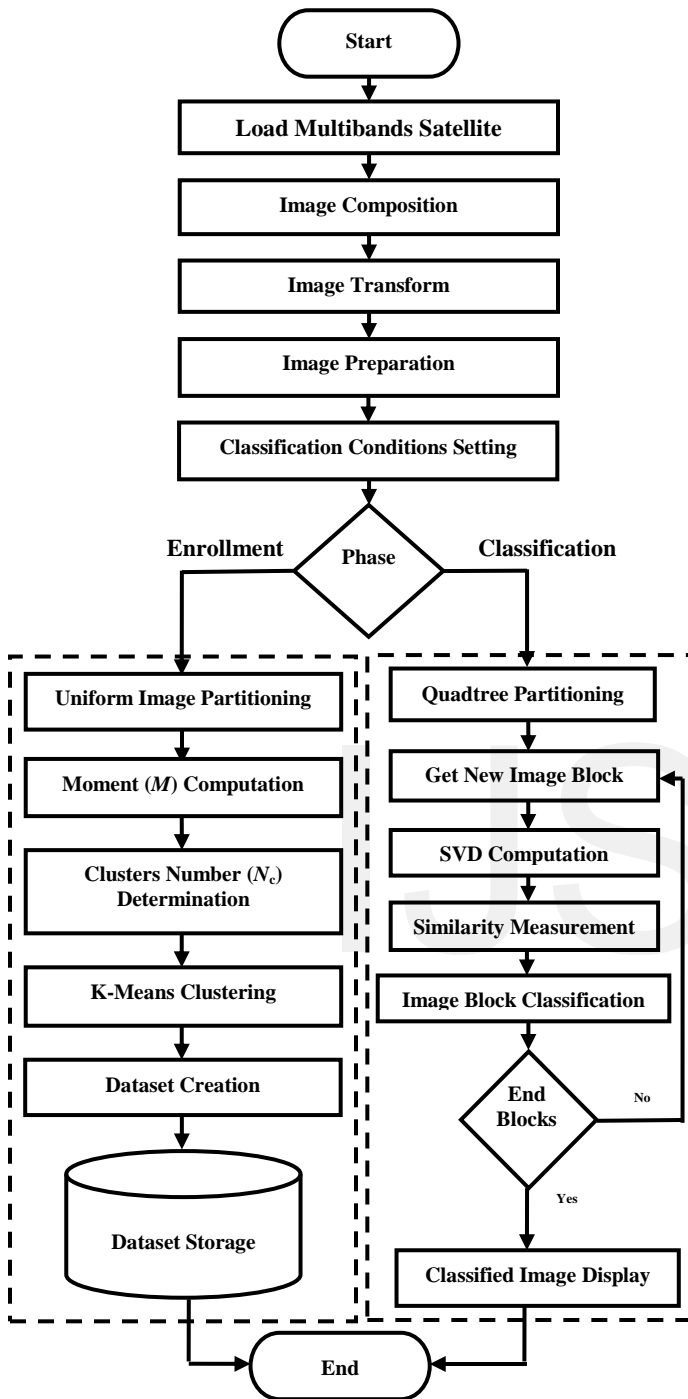 Start
Load Multibands Satellite
Image Composition
Image Transform
Image Preparation
Classification Conditions Setting
Enrollment
Phase
Classification
Uniform Image Partitioning
Moment (M) Computation
Clusters Number (Nc)
Determination
K-Means Clustering
Dataset Creation
Dataset Storage
Quadtree Partitioning
Get New Image Block
SVD Computation
Similarity Measurement
Image Block Classification
End
Blocks
No
Yes
Classified Image Display
End
IJS